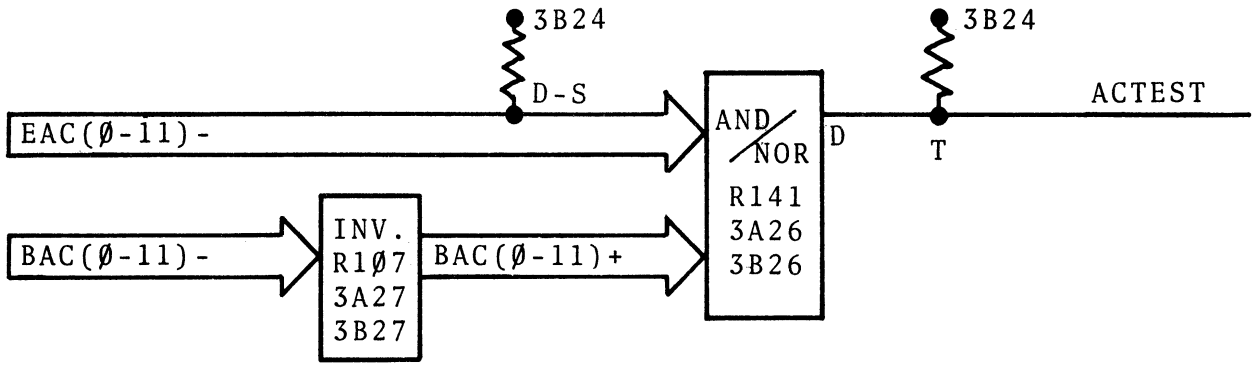 3B24
3B24
D-S
ACTEST
EAC(Ø-11)-
AND/NOR
D
T
R141
3A26
3B26
BAC(Ø-11)-
INV.
R1Ø7
3A27
3B27
BAC(Ø-11)+